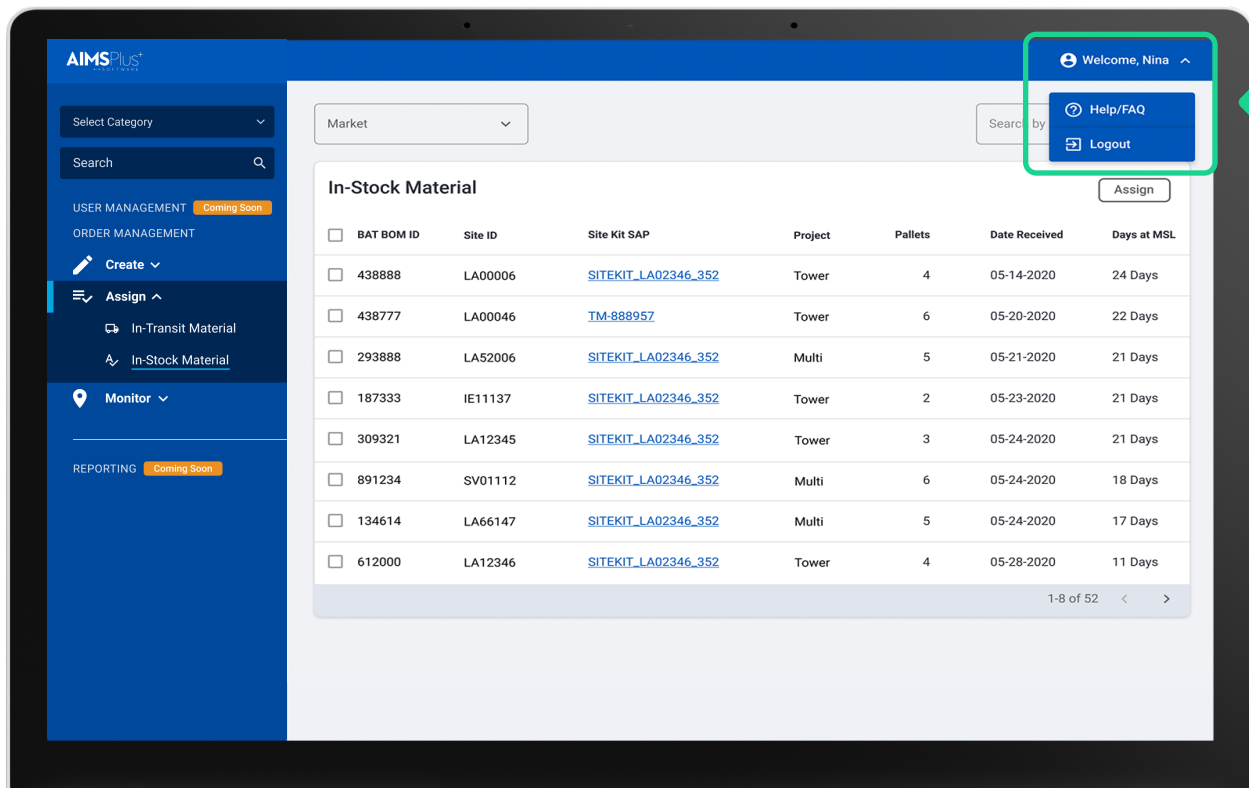 AIMSPlus+
SOFTWARE
Welcome, Nina
Help/FAQ
Logout
Select Category
Search
USER MANAGEMENT Coming Soon
ORDER MANAGEMENT
Create
Assign
In-Transit Material
In-Stock Material
Monitor
REPORTING Coming Soon
Market
Search by
In-Stock Material
Assign
BAT BOM ID Site ID Site Kit SAP Project Pallets Date Received Days at MSL
438888 LA00006 SITEKIT_LA02346_352 Tower 4 05-14-2020 24 Days
438777 LA00046 TM-888957 Tower 6 05-20-2020 22 Days
293888 LA52006 SITEKIT_LA02346_352 Multi 5 05-21-2020 21 Days
187333 IE11137 SITEKIT_LA02346_352 Tower 2 05-23-2020 21 Days
309321 LA12345 SITEKIT_LA02346_352 Tower 3 05-24-2020 21 Days
891234 SV01112 SITEKIT_LA02346_352 Multi 6 05-24-2020 18 Days
134614 LA66147 SITEKIT_LA02346_352 Multi 5 05-24-2020 17 Days
612000 LA12346 SITEKIT_LA02346_352 Tower 4 05-28-2020 11 Days
1-8 of 52